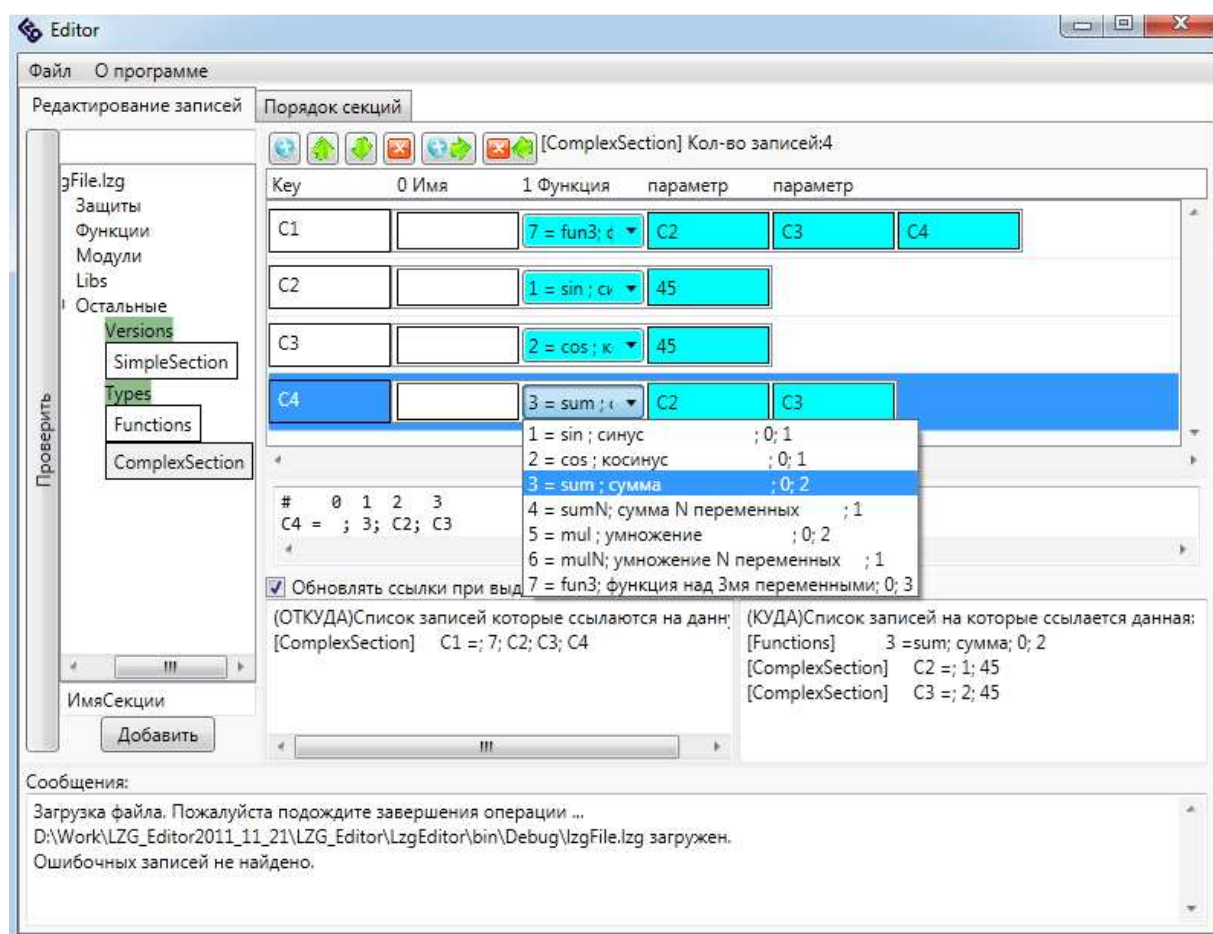 Editor
Файл О программе
Редактирование записей Порядок секций
[ComplexSection] Кол-во записей:4
gFile.lzg
Защиты
Функции
Модули
Libs
Остальные
Versions
SimpleSection
Types
Functions
ComplexSection
Проверить
ИмяСекции
Добавить
Key 0 Имя 1 Функция параметр параметр
C1 7 = fun3; C2 C3 C4
C2 1 = sin ; 45
C3 2 = cos ; 45
C4 3 = sum ; C2 C3
1 = sin ; синус ; 0; 1
2 = cos ; косинус ; 0; 1
3 = sum ; сумма ; 0; 2
4 = sumN; сумма N переменных ; 1
5 = mul ; умножение ; 0; 2
6 = mulN; умножение N переменных ; 1
7 = fun3; функция над 3мя переменными; 0; 3
# 0 1 2 3
C4 = ; 3; C2; C3
Обновлять ссылки при выд
(ОТКУДА)Список записей которые ссылаются на данн
[ComplexSection] C1 =; 7; C2; C3; C4
(КУДА)Список записей на которые ссылается данная:
[Functions] 3 =sum; сумма; 0; 2
[ComplexSection] C2 =; 1; 45
[ComplexSection] C3 =; 2; 45
Сообщения:
Загрузка файла. Пожалуйста подождите завершения операции ...
D:\Work\LZG_Editor2011_11_21\LZG_Editor\LzgEditor\bin\Debug\lzgFile.lzg загружен.
Ошибочных записей не найдено.